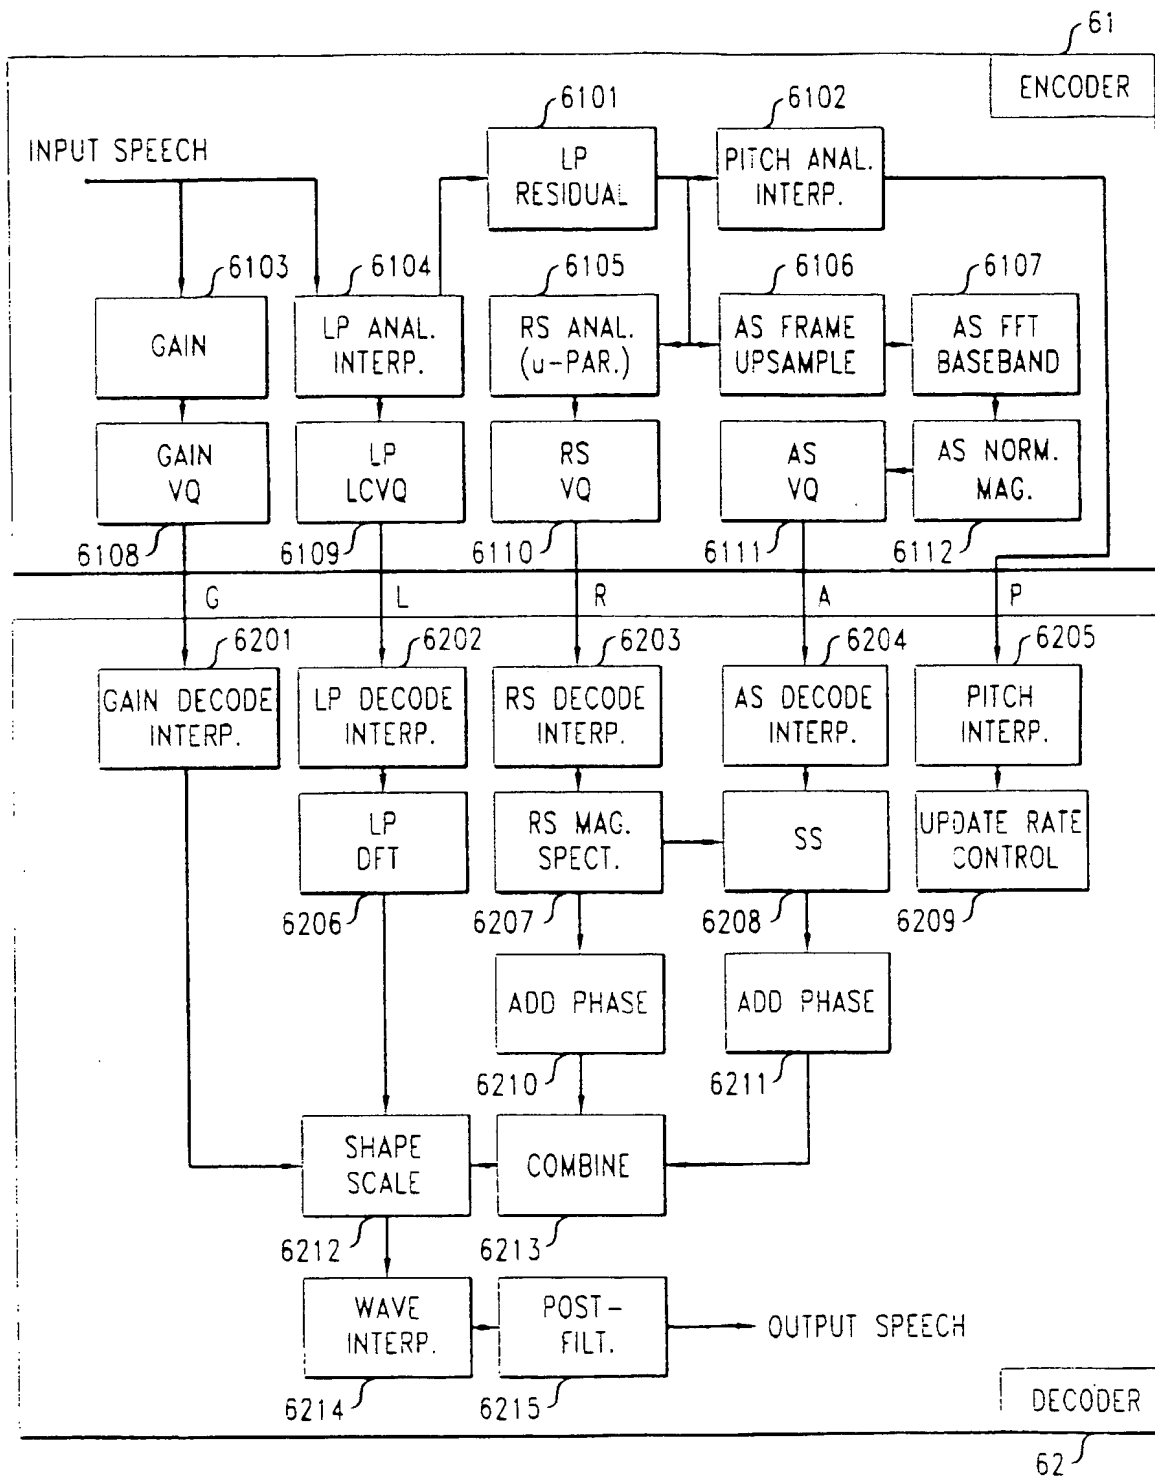 61
ENCODER
INPUT SPEECH
6101
LP
RESIDUAL
6102
PITCH ANAL.
INTERP.
6103
GAIN
6104
LP ANAL.
INTERP.
6105
RS ANAL.
(u-PAR.)
6106
AS FRAME
UPSAMPLE
6107
AS FFT
BASEBAND
GAIN
VQ
6108
LP
LCVQ
6109
RS
VQ
6110
AS
VQ
6111
AS NORM.
MAG.
6112
G
L
R
A
P
6201
GAIN DECODE
INTERP.
6202
LP DECODE
INTERP.
6203
RS DECODE
INTERP.
6204
AS DECODE
INTERP.
6205
PITCH
INTERP.
LP
DFT
6206
RS MAG.
SPECT.
6207
SS
6208
UPDATE RATE
CONTROL
6209
ADD PHASE
6210
ADD PHASE
6211
SHAPE
SCALE
6212
COMBINE
6213
WAVE
INTERP.
6214
POST-
FILT.
6215
OUTPUT SPEECH
DECODER
62